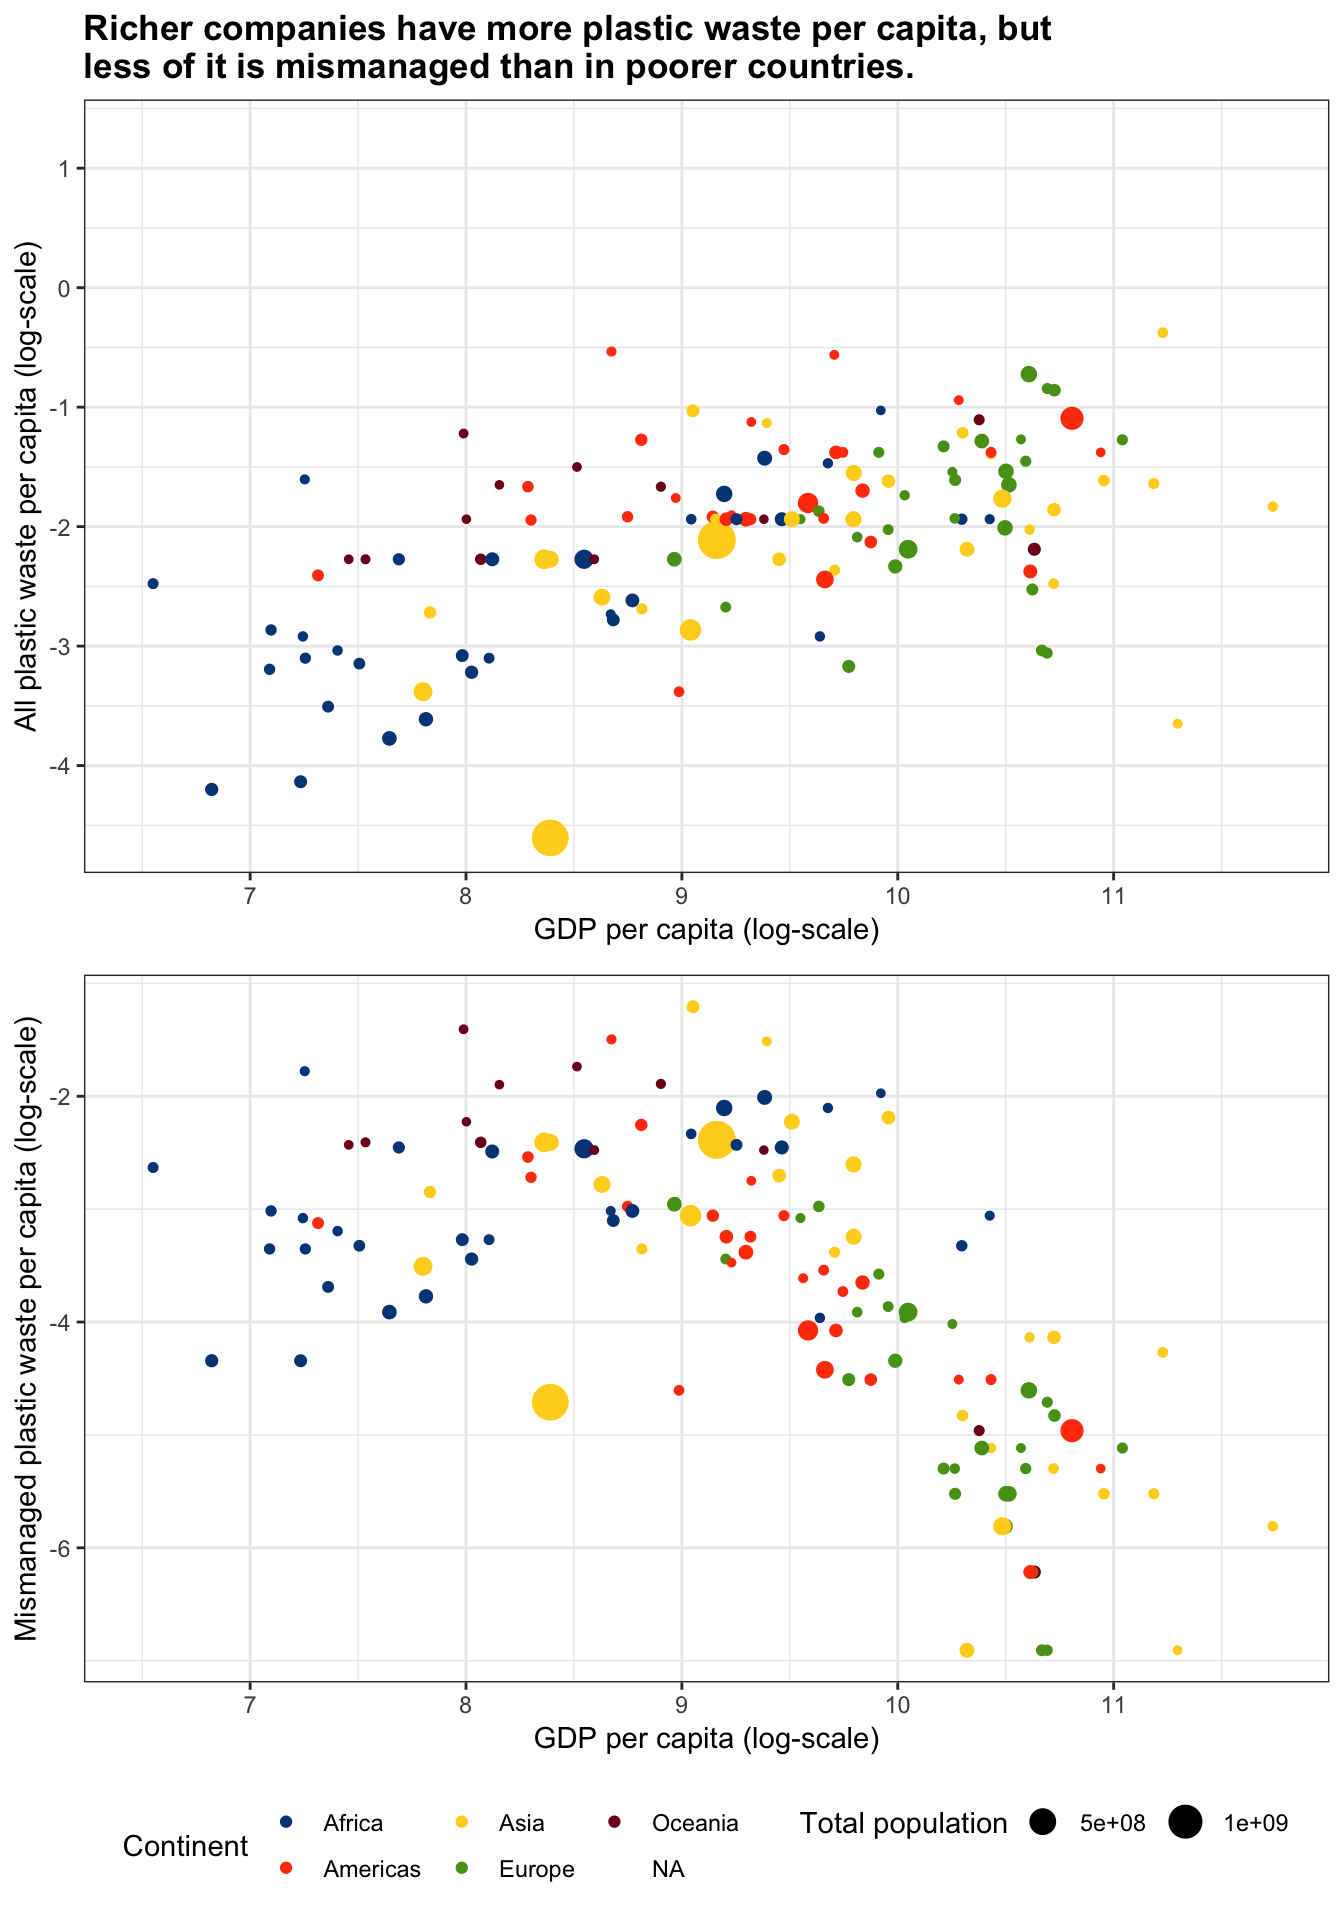 Richer companies have more plastic waste per capita, but
less of it is mismanaged than in poorer countries.
All plastic waste per capita (log-scale)
1
0
-1
-2
-3
-4
7 8 9 10 11
GDP per capita (log-scale)
Mismanaged plastic waste per capita (log-scale)
-2
-4
-6
7 8 9 10 11
GDP per capita (log-scale)
Continent
Africa Asia Oceania
Americas Europe NA
Total population 5e+08 1e+09